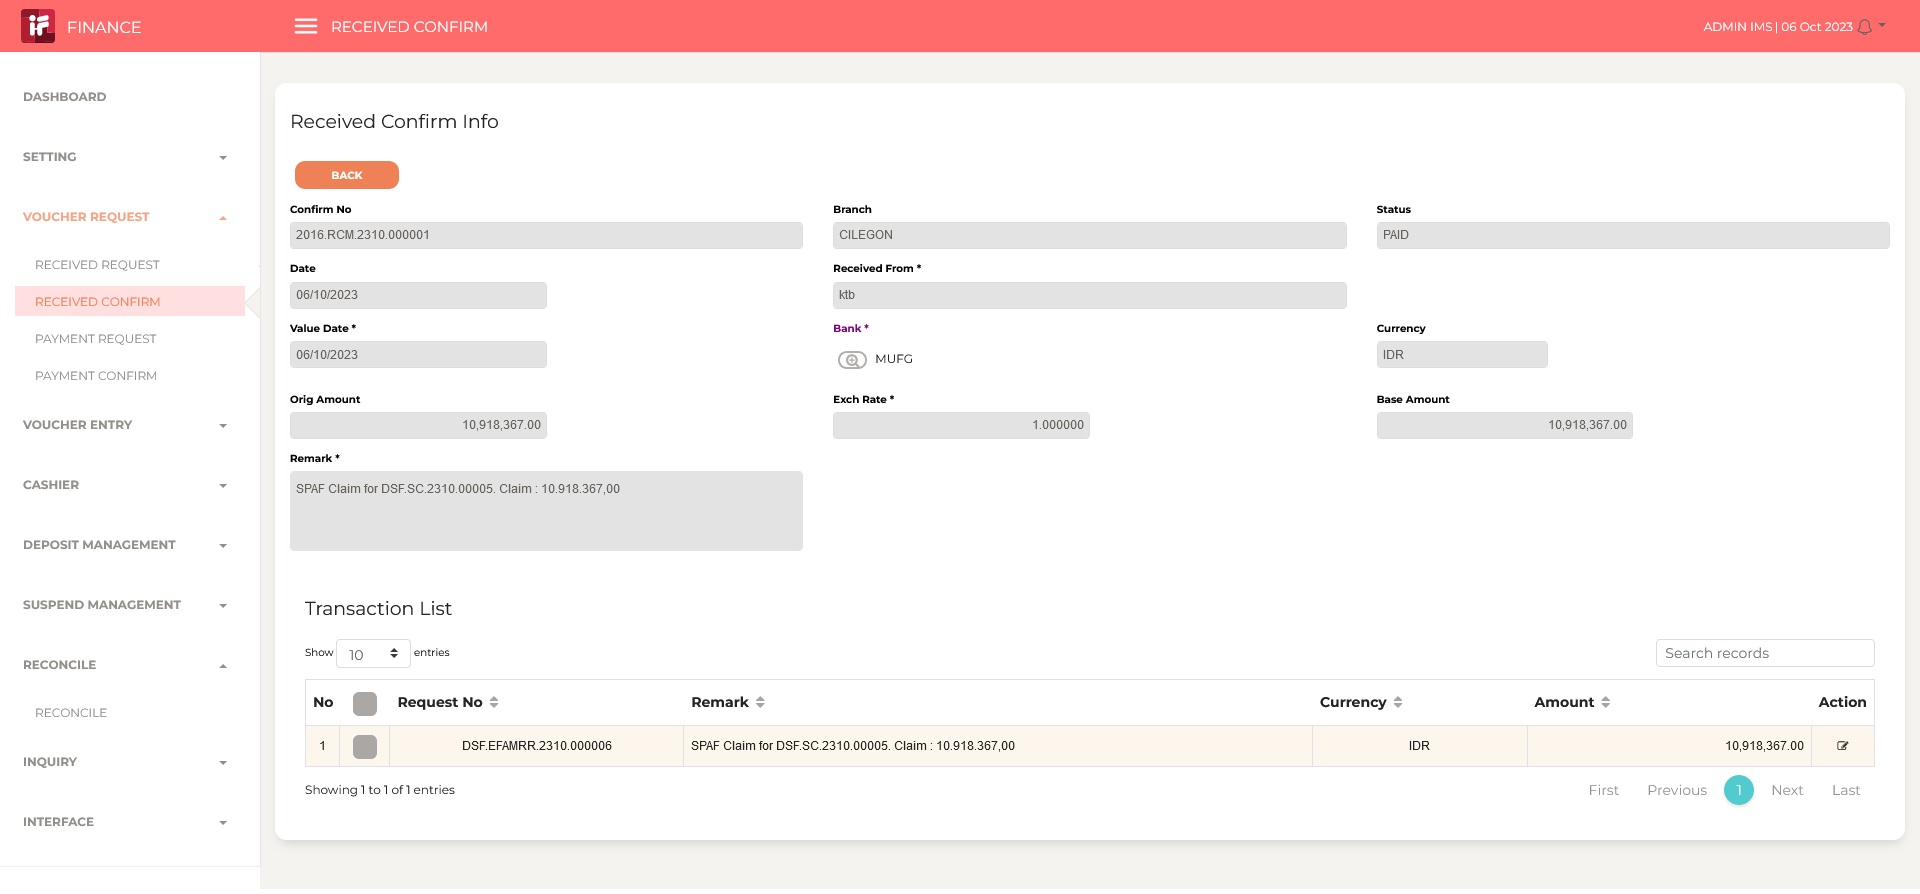 FINANCE
RECEIVED CONFIRM
ADMIN IMS | 06 Oct 2023
DASHBOARD
SETTING
VOUCHER REQUEST
RECEIVED REQUEST
RECEIVED CONFIRM
PAYMENT REQUEST
PAYMENT CONFIRM
VOUCHER ENTRY
CASHIER
DEPOSIT MANAGEMENT
SUSPEND MANAGEMENT
RECONCILE
RECONCILE
INQUIRY
INTERFACE
Received Confirm Info
BACK
Confirm No
2016.RCM.2310.000001
Branch
CILEGON
Status
PAID
Date
06/10/2023
Received From *
ktb
Value Date *
06/10/2023
Bank *
MUFG
Currency
IDR
Orig Amount
10,918,367.00
Exch Rate *
1.000000
Base Amount
10,918,367.00
Remark *
SPAF Claim for DSF.SC.2310.00005. Claim : 10.918.367,00
Transaction List
Show 10 entries
Search records
No Request No Remark Currency Amount Action
1 DSF.EFAMRR.2310.000006 SPAF Claim for DSF.SC.2310.00005. Claim : 10.918.367,00 IDR 10,918,367.00
Showing 1 to 1 of 1 entries
First Previous 1 Next Last